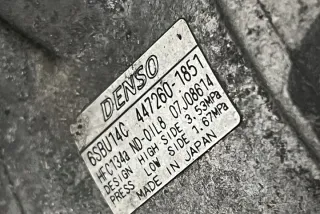 DENSO
6SBU14C 447260-1851
HFC134a ND-OIL8 07J08614
DESIGN HIGH SIDE 3.53MPa
PRESS LOW SIDE 1.67MPa
MADE IN JAPAN